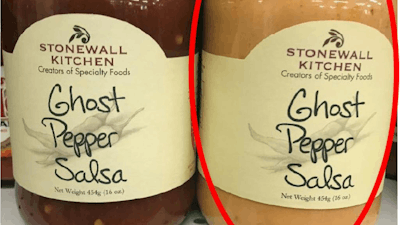 STONEWALL
KITCHEN
Creators of Specialty Foods
Ghost
Pepper
Salsa
Net Weight 454g (16 oz.)
STONEWALL
KITCHEN
Creators of Specialty Foods
Ghost
Pepper
Salsa
Net Weight 454g (16 oz.)